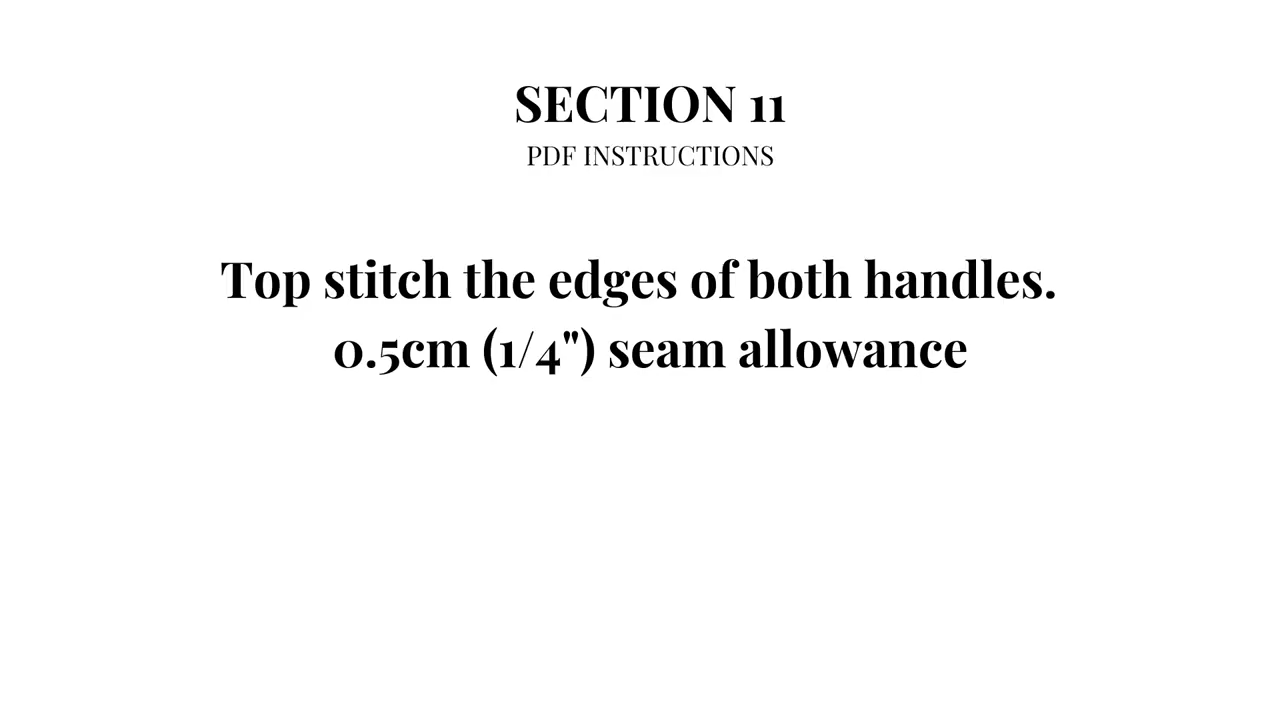 SECTION 11
PDF INSTRUCTIONS
Top stitch the edges of both handles.
0.5cm (1/4") seam allowance